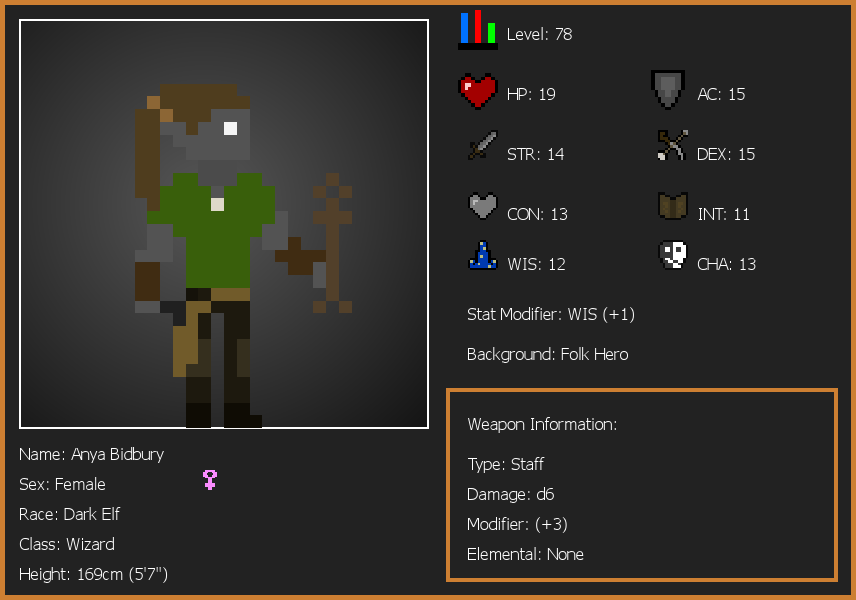 Level: 78
HP: 19
AC: 15
STR: 14
DEX: 15
CON: 13
INT: 11
WIS: 12
CHA: 13
Stat Modifier: WIS (+1)
Background: Folk Hero
Weapon Information:
Type: Staff
Damage: d6
Modifier: (+3)
Elemental: None
Name: Anya Bidbury
Sex: Female
Race: Dark Elf
Class: Wizard
Height: 169cm (5'7")